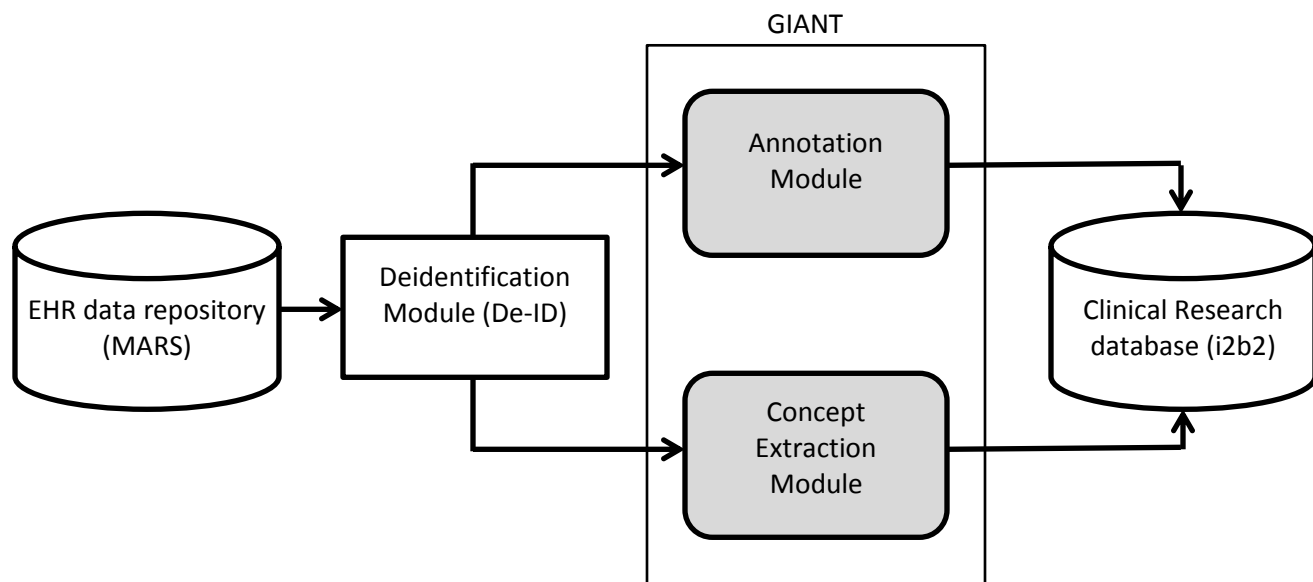 GIANT
Annotation
Module
EHR data repository
(MARS)
Deidentification
Module (De-ID)
Clinical Research
database (i2b2)
Concept
Extraction
Module